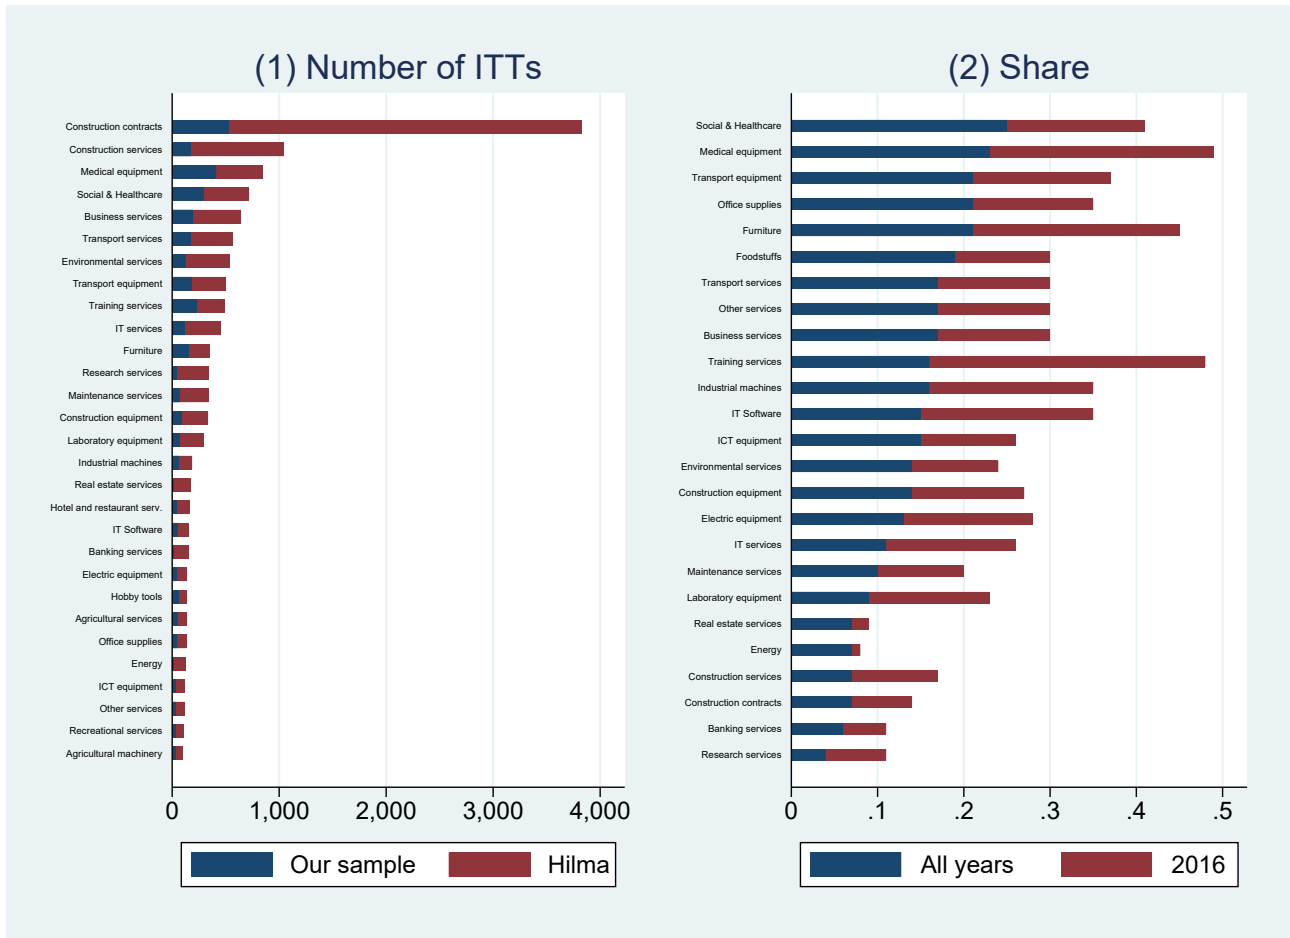 (1) Number of ITTs
Construction contracts
Construction services
Medical equipment
Social & Healthcare
Business services
Transport services
Environmental services
Transport equipment
Training services
IT services
Furniture
Research services
Maintenance services
Construction equipment
Laboratory equipment
Industrial machines
Real estate services
Hotel and restaurant serv.
IT Software
Banking services
Electric equipment
Hobby tools
Agricultural services
Office supplies
Energy
ICT equipment
Other services
Recreational services
Agricultural machinery
0 1,000 2,000 3,000 4,000
Our sample Hilma
(2) Share
Social & Healthcare
Medical equipment
Transport equipment
Office supplies
Furniture
Foodstuffs
Transport services
Other services
Business services
Training services
Industrial machines
IT Software
ICT equipment
Environmental services
Construction equipment
Electric equipment
IT services
Maintenance services
Laboratory equipment
Real estate services
Energy
Construction services
Construction contracts
Banking services
Research services
0 .1 .2 .3 .4 .5
All years 2016